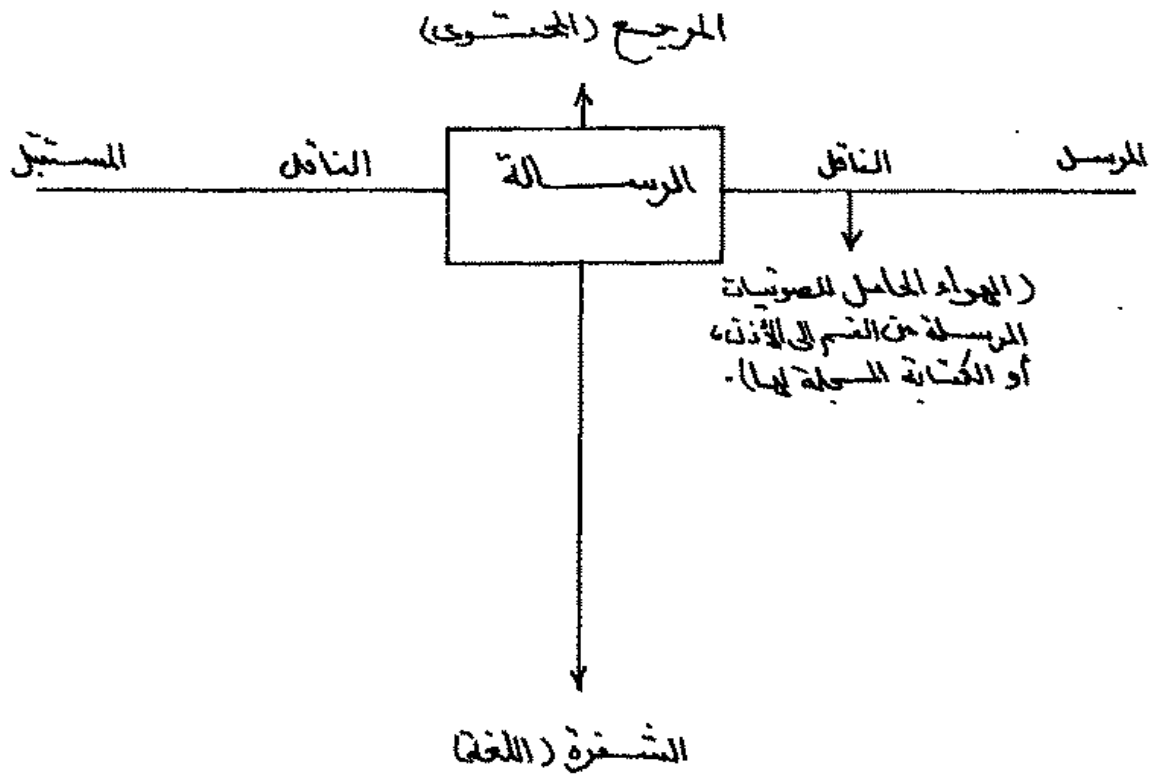 المرجع (المحتوى)
المرسل
الناقل
الرسالة
الناقل
المستقبل
(الهواء الحامل للصوتيات
المرسلة من الفم إلى الأذن،
أو الكتابة المسجلة لها).
الشفرة (اللغة)